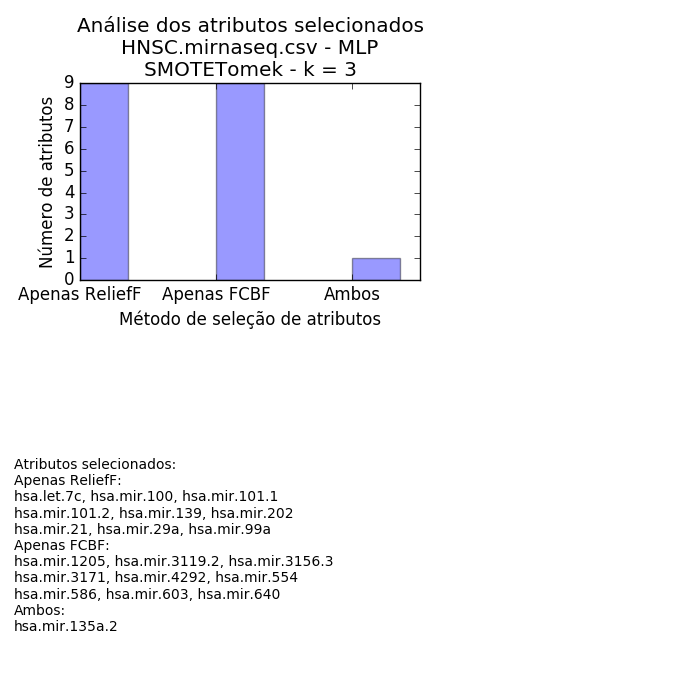 Análise dos atributos selecionados
HNSC.mirnaseq.csv - MLP
SMOTETomek - k = 3
9
8
7
6
5
4
3
2
1
0
Número de atributos
Apenas ReliefF Apenas FCBF Ambos
Método de seleção de atributos
Atributos selecionados:
Apenas ReliefF:
hsa.let.7c, hsa.mir.100, hsa.mir.101.1
hsa.mir.101.2, hsa.mir.139, hsa.mir.202
hsa.mir.21, hsa.mir.29a, hsa.mir.99a
Apenas FCBF:
hsa.mir.1205, hsa.mir.3119.2, hsa.mir.3156.3
hsa.mir.3171, hsa.mir.4292, hsa.mir.554
hsa.mir.586, hsa.mir.603, hsa.mir.640
Ambos:
hsa.mir.135a.2